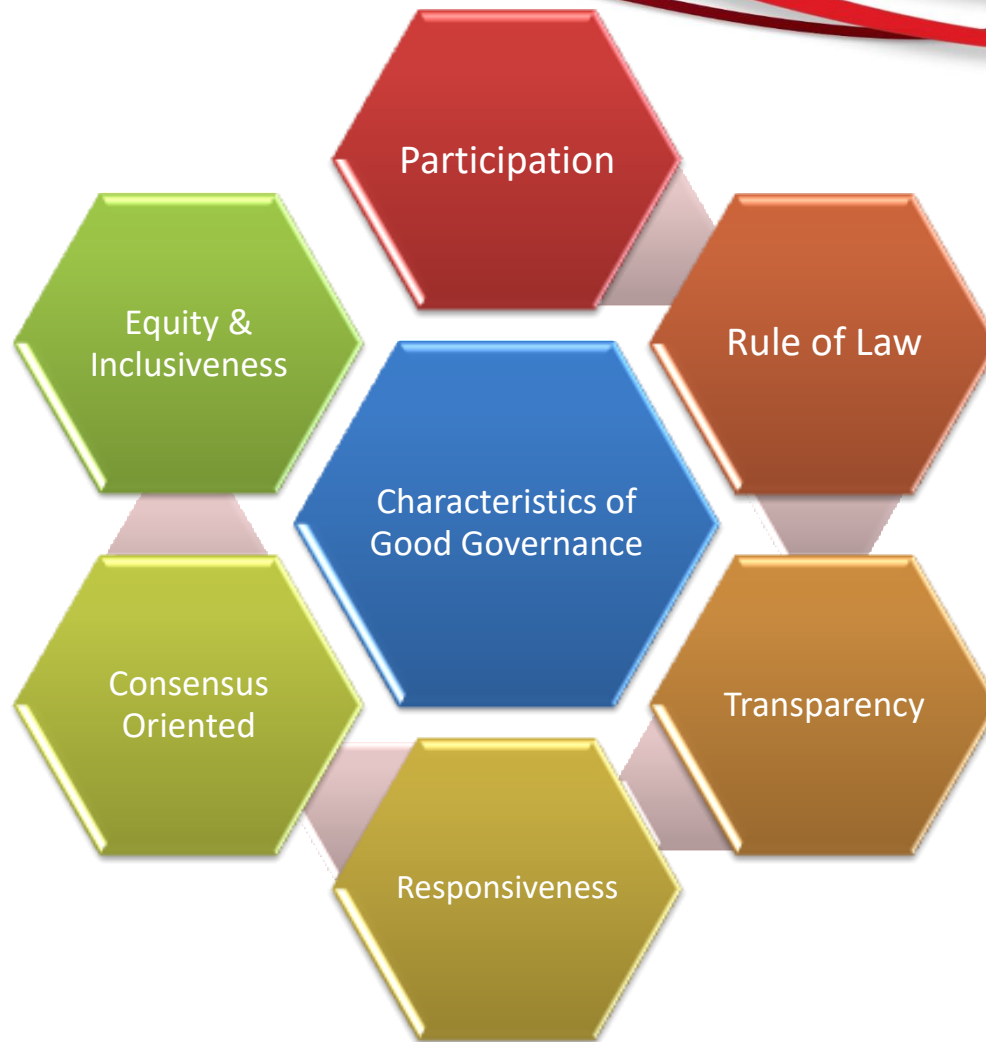 Participation
Rule of Law
Equity &
Inclusiveness
Characteristics of
Good Governance
Transparency
Consensus
Oriented
Responsiveness